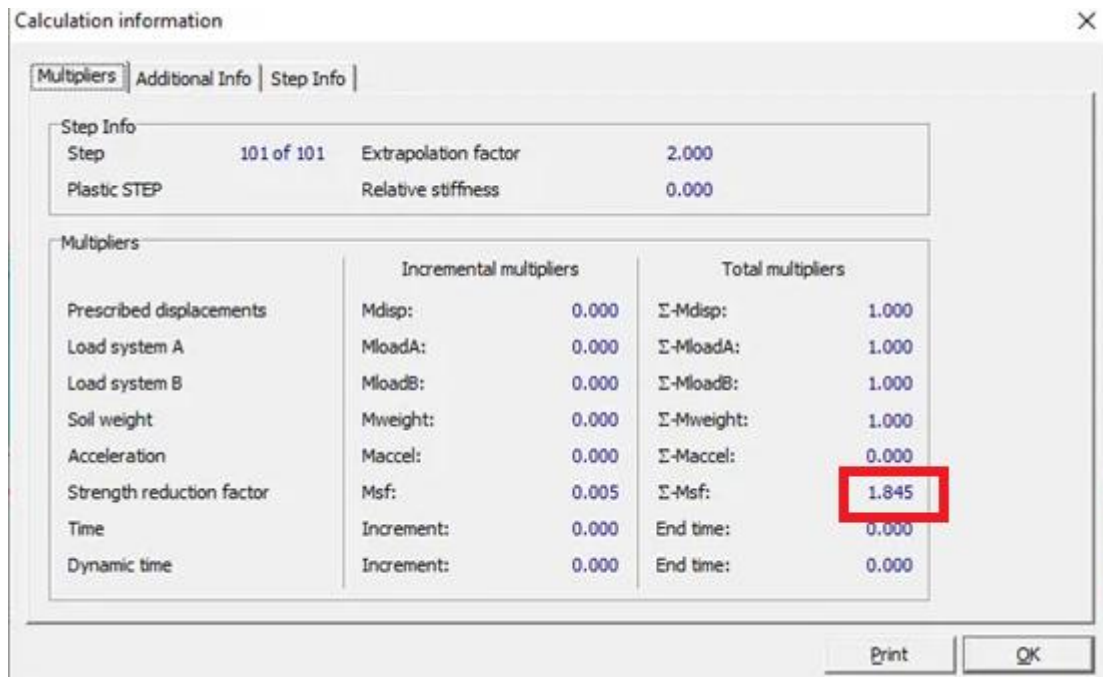 Calculation information
Multipliers Additional Info Step Info
Step Info
Step 101 of 101 Extrapolation factor 2.000
Plastic STEP Relative stiffness 0.000
Multipliers
Incremental multipliers Total multipliers
Prescribed displacements Mdisp: 0.000 Σ-Mdisp: 1.000
Load system A MloadA: 0.000 Σ-MloadA: 1.000
Load system B MloadB: 0.000 Σ-MloadB: 1.000
Soil weight Mweight: 0.000 Σ-Mweight: 1.000
Acceleration Maccel: 0.000 Σ-Maccel: 0.000
Strength reduction factor Msf: 0.005 Σ-Msf: 1.845
Time Increment: 0.000 End time: 0.000
Dynamic time Increment: 0.000 End time: 0.000
Print OK